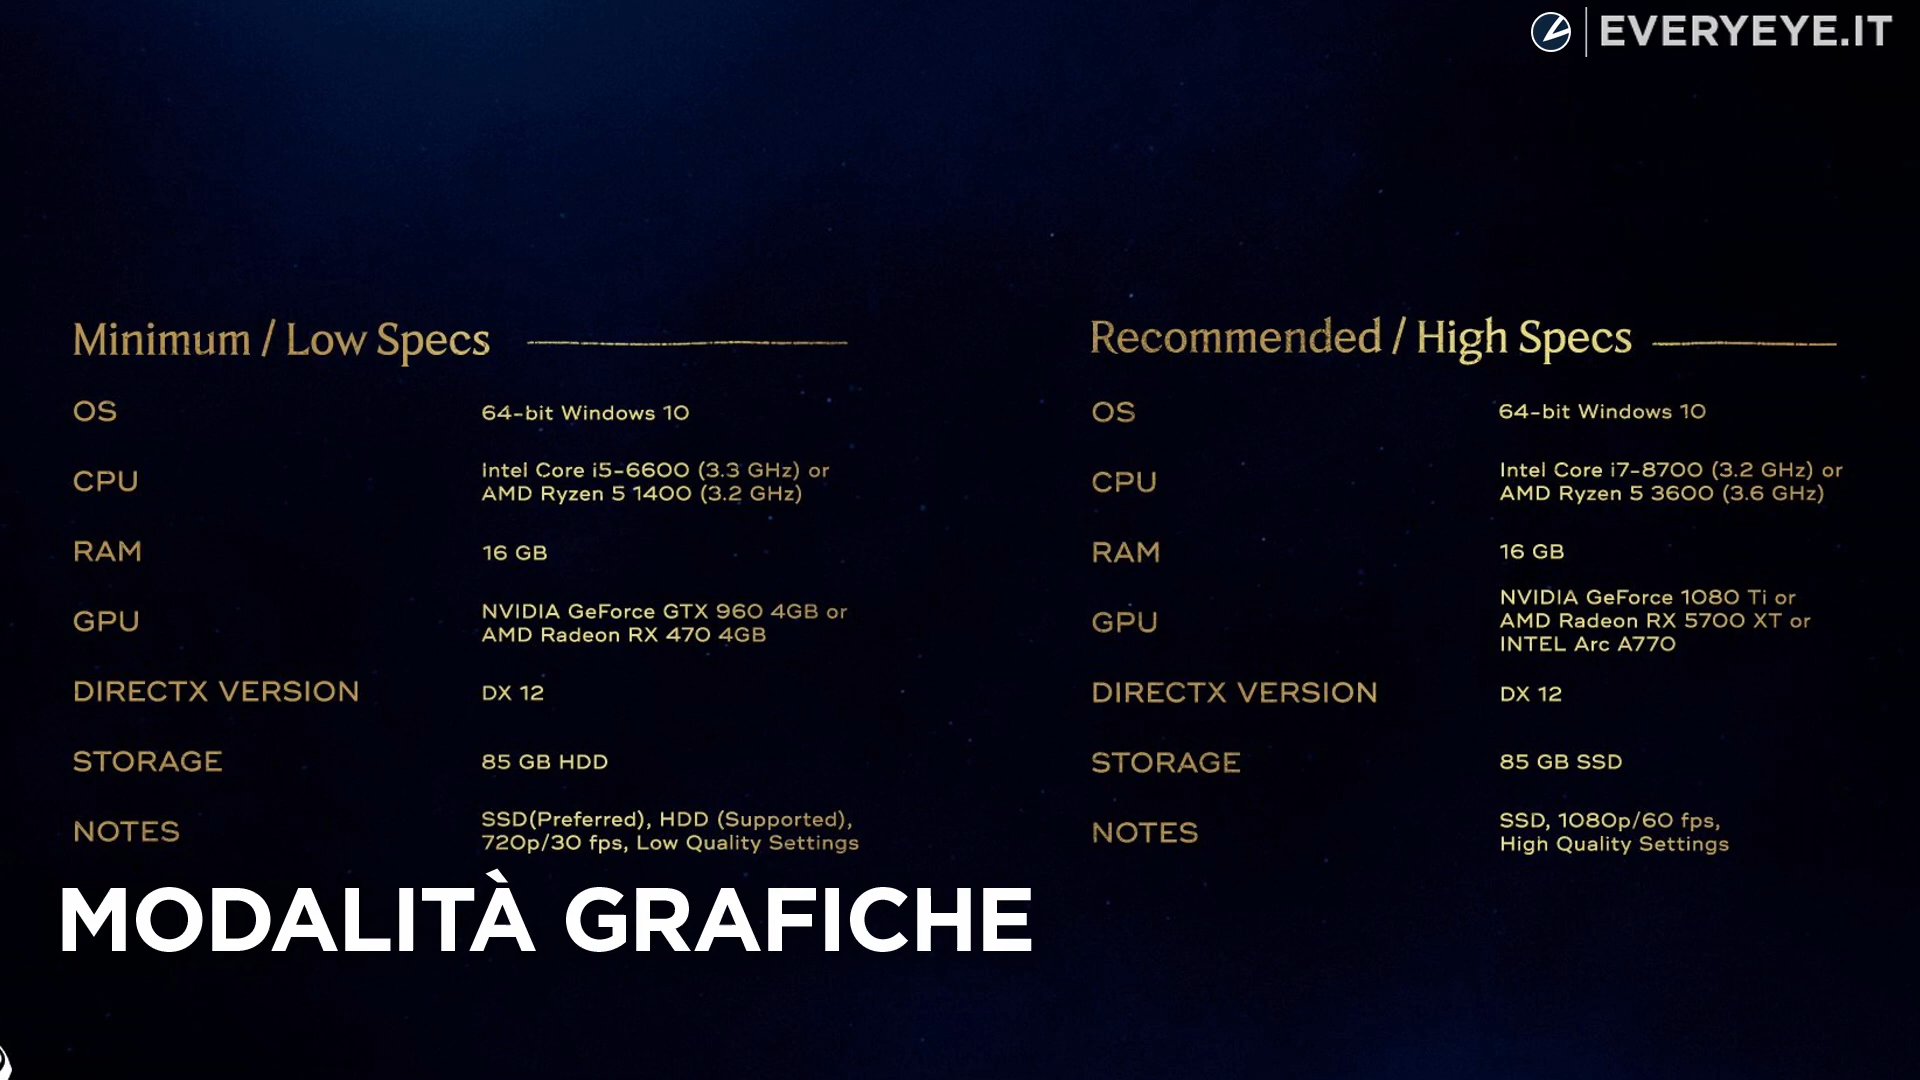 EVERYEYE.IT
Minimum / Low Specs
OS
64-bit Windows 10
CPU
Intel Core i5-6600 (3.3 GHz) or
AMD Ryzen 5 1400 (3.2 GHz)
RAM
16 GB
GPU
NVIDIA GeForce GTX 960 4GB or
AMD Radeon RX 470 4GB
DIRECTX VERSION
DX 12
STORAGE
85 GB HDD
NOTES
SSD(Preferred), HDD (Supported),
720p/30 fps, Low Quality Settings
Recommended / High Specs
OS
64-bit Windows 10
CPU
Intel Core i7-8700 (3.2 GHz) or
AMD Ryzen 5 3600 (3.6 GHz)
RAM
16 GB
GPU
NVIDIA GeForce 1080 Ti or
AMD Radeon RX 5700 XT or
INTEL Arc A770
DIRECTX VERSION
DX 12
STORAGE
85 GB SSD
NOTES
SSD, 1080p/60 fps,
High Quality Settings
MODALITÀ GRAFICHE